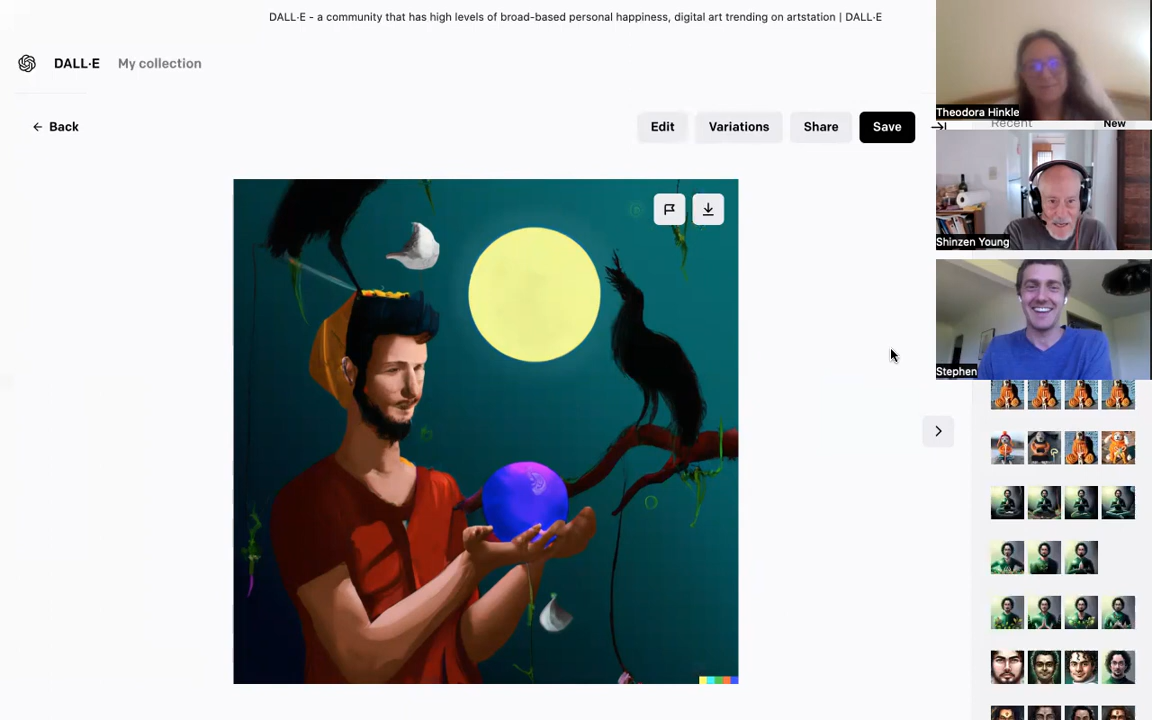 DALL·E - a community that has high levels of broad-based personal happiness, digital art trending on artstation | DALL·E
DALL·E My collection
Back
Edit Variations Share Save
Theodora Hinkle
Recent New
Shinzen Young
Stephen